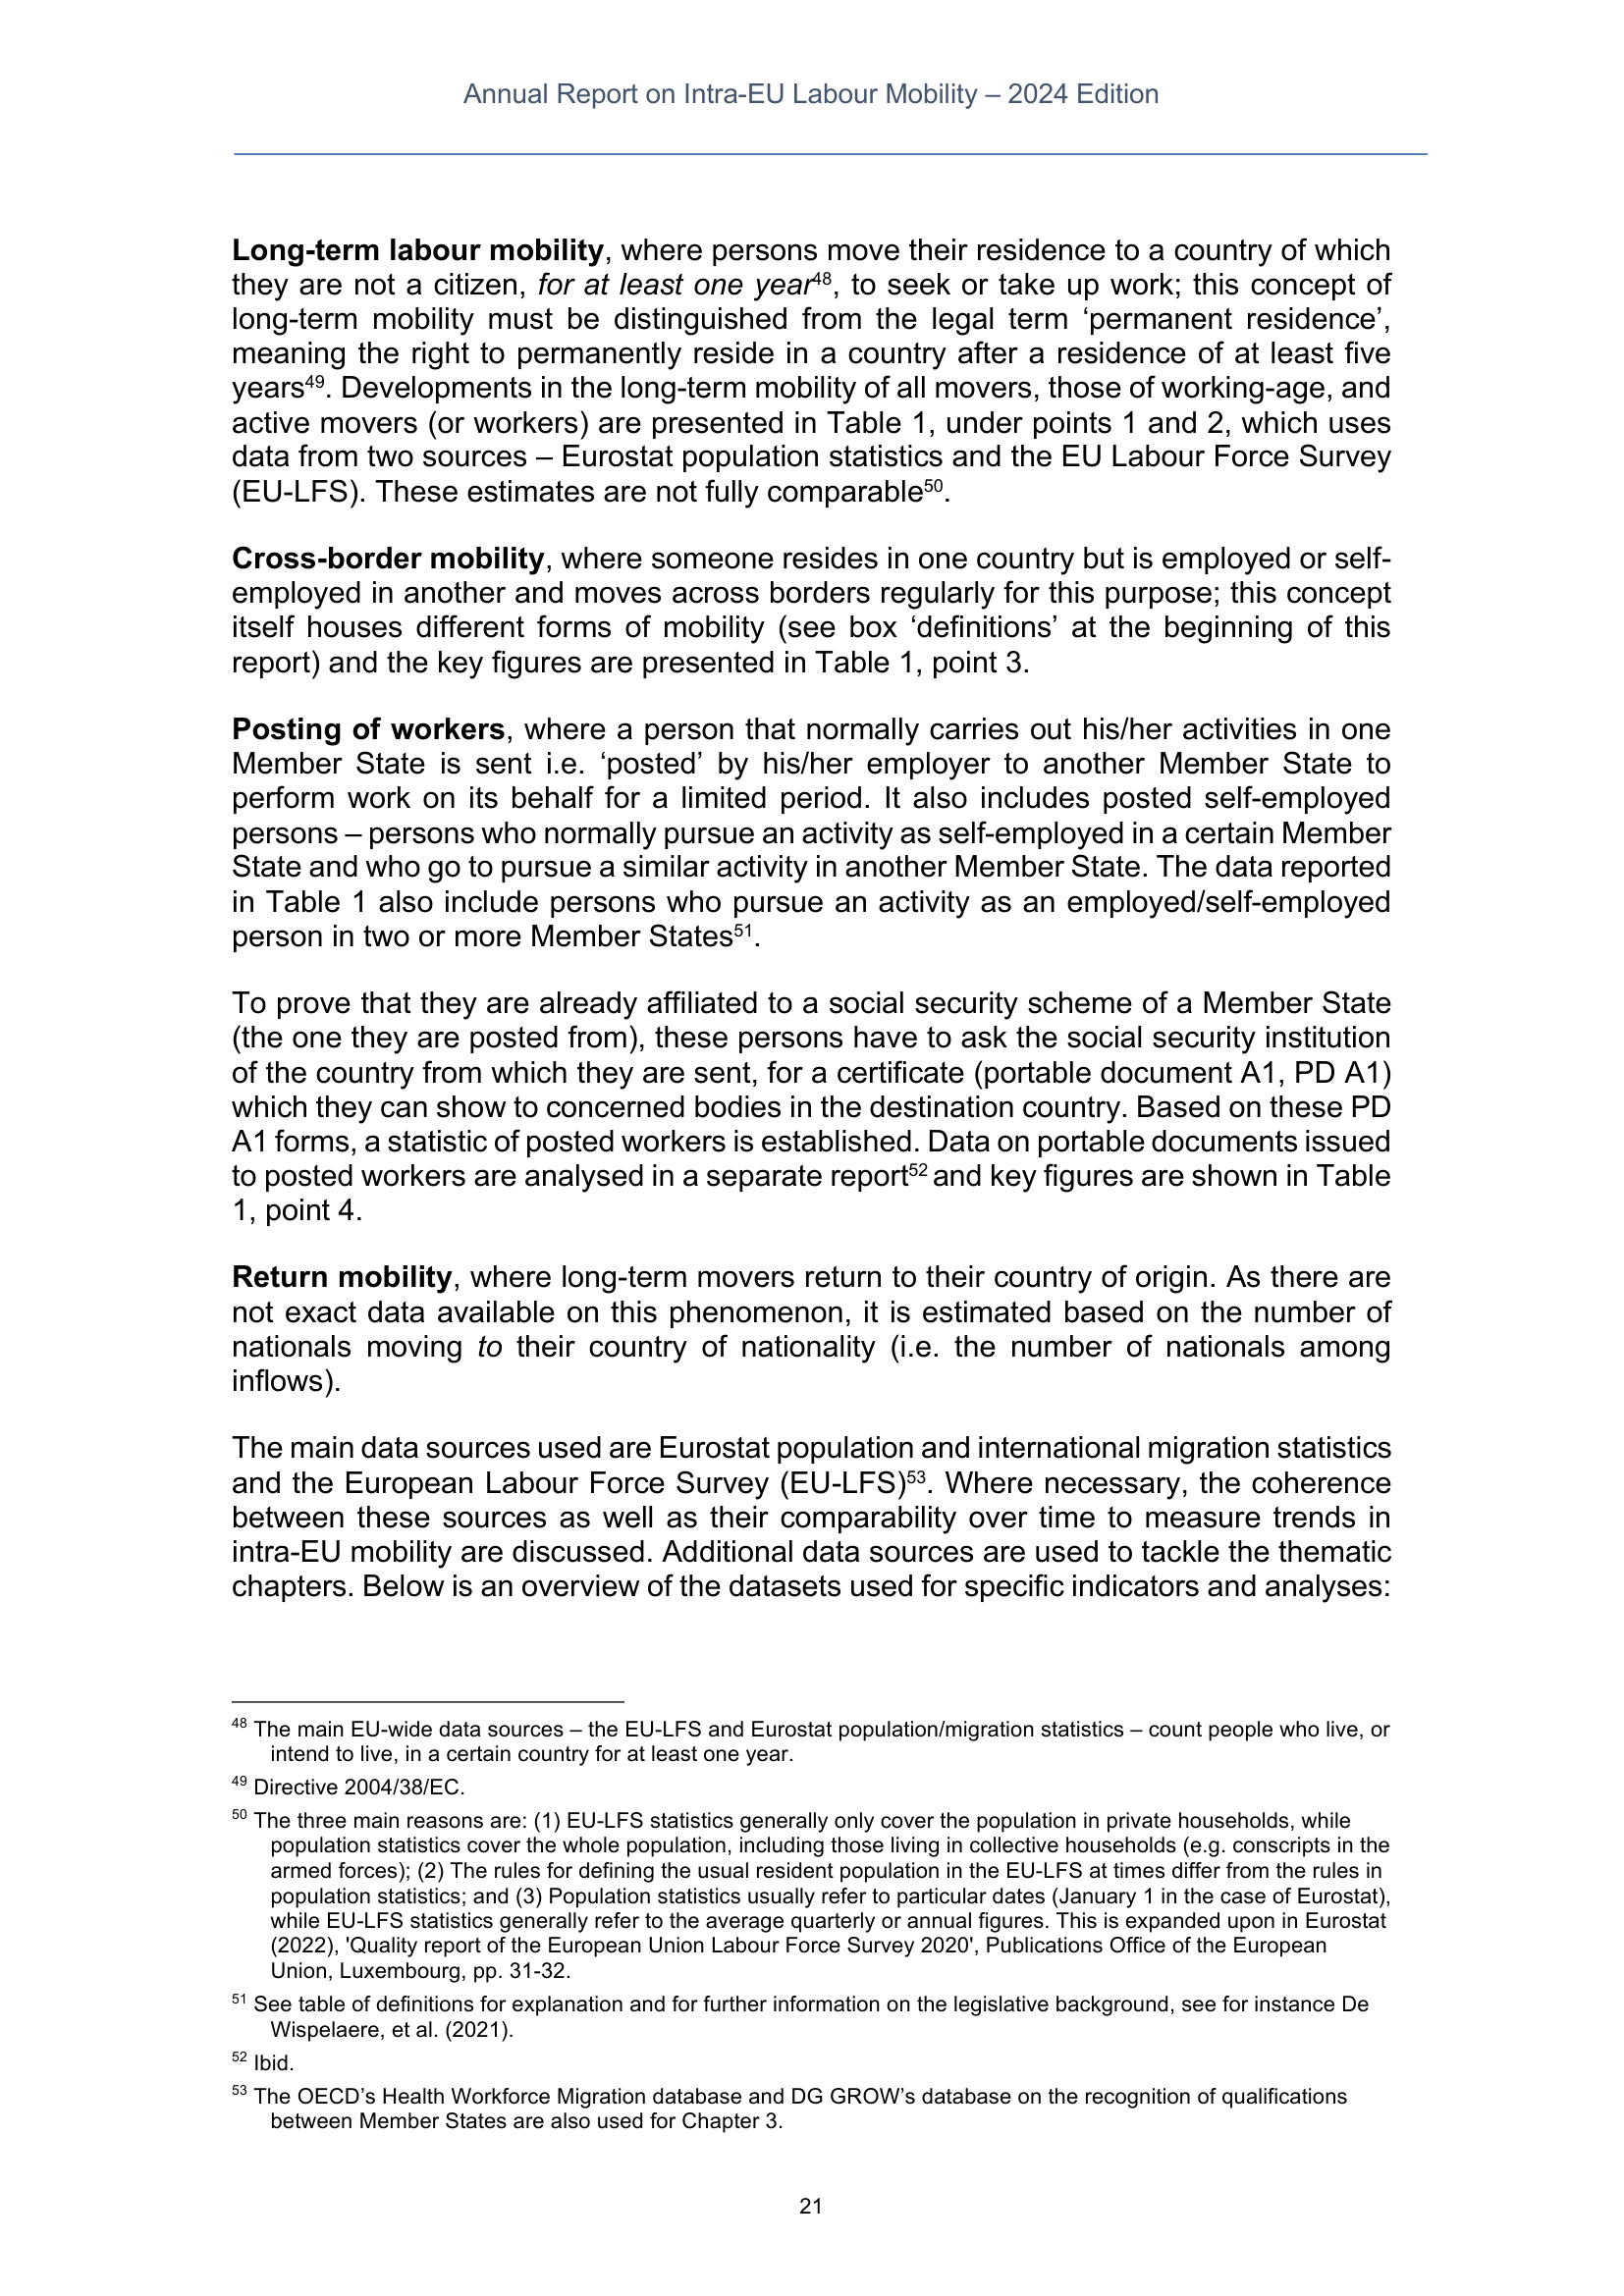 Annual Report on Intra-EU Labour Mobility – 2024 Edition
Long-term labour mobility, where persons move their residence to a country of which
they are not a citizen, for at least one year48, to seek or take up work; this concept of
long-term mobility must be distinguished from the legal term ‘permanent residence’,
meaning the right to permanently reside in a country after a residence of at least five
years49. Developments in the long-term mobility of all movers, those of working-age, and
active movers (or workers) are presented in Table 1, under points 1 and 2, which uses
data from two sources – Eurostat population statistics and the EU Labour Force Survey
(EU-LFS). These estimates are not fully comparable50.
Cross-border mobility, where someone resides in one country but is employed or self-
employed in another and moves across borders regularly for this purpose; this concept
itself houses different forms of mobility (see box ‘definitions’ at the beginning of this
report) and the key figures are presented in Table 1, point 3.
Posting of workers, where a person that normally carries out his/her activities in one
Member State is sent i.e. ‘posted’ by his/her employer to another Member State to
perform work on its behalf for a limited period. It also includes posted self-employed
persons – persons who normally pursue an activity as self-employed in a certain Member
State and who go to pursue a similar activity in another Member State. The data reported
in Table 1 also include persons who pursue an activity as an employed/self-employed
person in two or more Member States51.
To prove that they are already affiliated to a social security scheme of a Member State
(the one they are posted from), these persons have to ask the social security institution
of the country from which they are sent, for a certificate (portable document A1, PD A1)
which they can show to concerned bodies in the destination country. Based on these PD
A1 forms, a statistic of posted workers is established. Data on portable documents issued
to posted workers are analysed in a separate report52 and key figures are shown in Table
1, point 4.
Return mobility, where long-term movers return to their country of origin. As there are
not exact data available on this phenomenon, it is estimated based on the number of
nationals moving to their country of nationality (i.e. the number of nationals among
inflows).
The main data sources used are Eurostat population and international migration statistics
and the European Labour Force Survey (EU-LFS)53. Where necessary, the coherence
between these sources as well as their comparability over time to measure trends in
intra-EU mobility are discussed. Additional data sources are used to tackle the thematic
chapters. Below is an overview of the datasets used for specific indicators and analyses:
48 The main EU-wide data sources – the EU-LFS and Eurostat population/migration statistics – count people who live, or
intend to live, in a certain country for at least one year.
49 Directive 2004/38/EC.
50 The three main reasons are: (1) EU-LFS statistics generally only cover the population in private households, while
population statistics cover the whole population, including those living in collective households (e.g. conscripts in the
armed forces); (2) The rules for defining the usual resident population in the EU-LFS at times differ from the rules in
population statistics; and (3) Population statistics usually refer to particular dates (January 1 in the case of Eurostat),
while EU-LFS statistics generally refer to the average quarterly or annual figures. This is expanded upon in Eurostat
(2022), 'Quality report of the European Union Labour Force Survey 2020', Publications Office of the European
Union, Luxembourg, pp. 31-32.
51 See table of definitions for explanation and for further information on the legislative background, see for instance De
Wispelaere, et al. (2021).
52 Ibid.
53 The OECD’s Health Workforce Migration database and DG GROW’s database on the recognition of qualifications
between Member States are also used for Chapter 3.
21